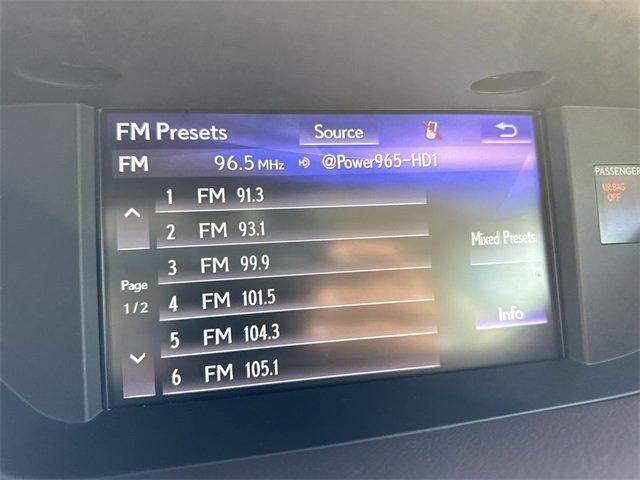 FM Presets Source
FM 96.5 MHz HD @Power965-HD1
1 FM 91.3
2 FM 93.1
3 FM 99.9
4 FM 101.5
5 FM 104.3
6 FM 105.1
Page
1/2
Mixed Presets
Info
PASSENGER
AIR BAG
OFF